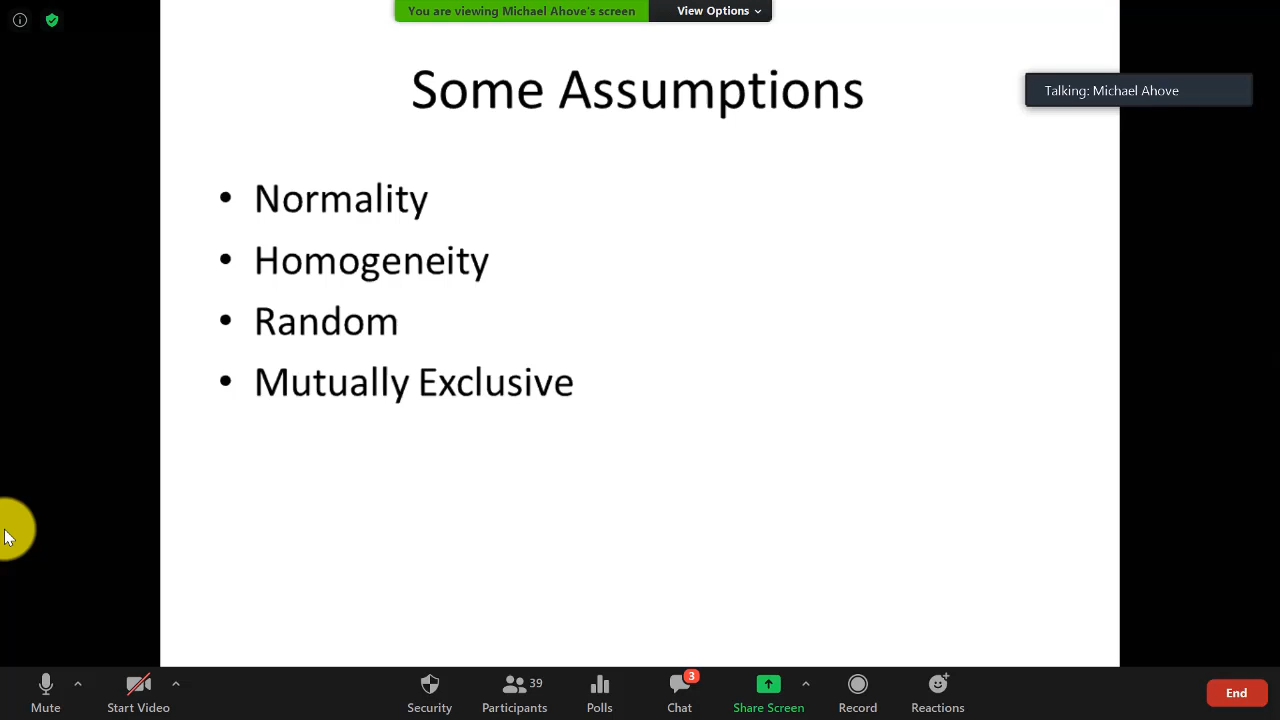 You are viewing Michael Ahove's screen
View Options
Some Assumptions
Talking: Michael Ahove
• Normality
• Homogeneity
• Random
• Mutually Exclusive
Mute
Start Video
Security
39
Participants
Polls
3
Chat
Share Screen
Record
Reactions
End